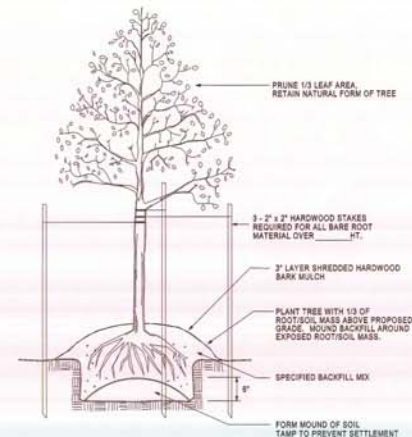 PRUNE 1/3 LEAF AREA,
RETAIN NATURAL FORM OF TREE
3 - 2" x 2" HARDWOOD STAKES
REQUIRED FOR ALL BARE ROOT
MATERIAL OVER ______ HT.
3" LAYER SHREDDED HARDWOOD
BARK MULCH
PLANT TREE WITH 1/3 OF
ROOT/SOIL MASS ABOVE PROPOSED
GRADE. MOUND BACKFILL AROUND
EXPOSED ROOT/SOIL MASS.
SPECIFIED BACKFILL MIX
6"
FORM MOUND OF SOIL
TAMP TO PREVENT SETTLEMENT